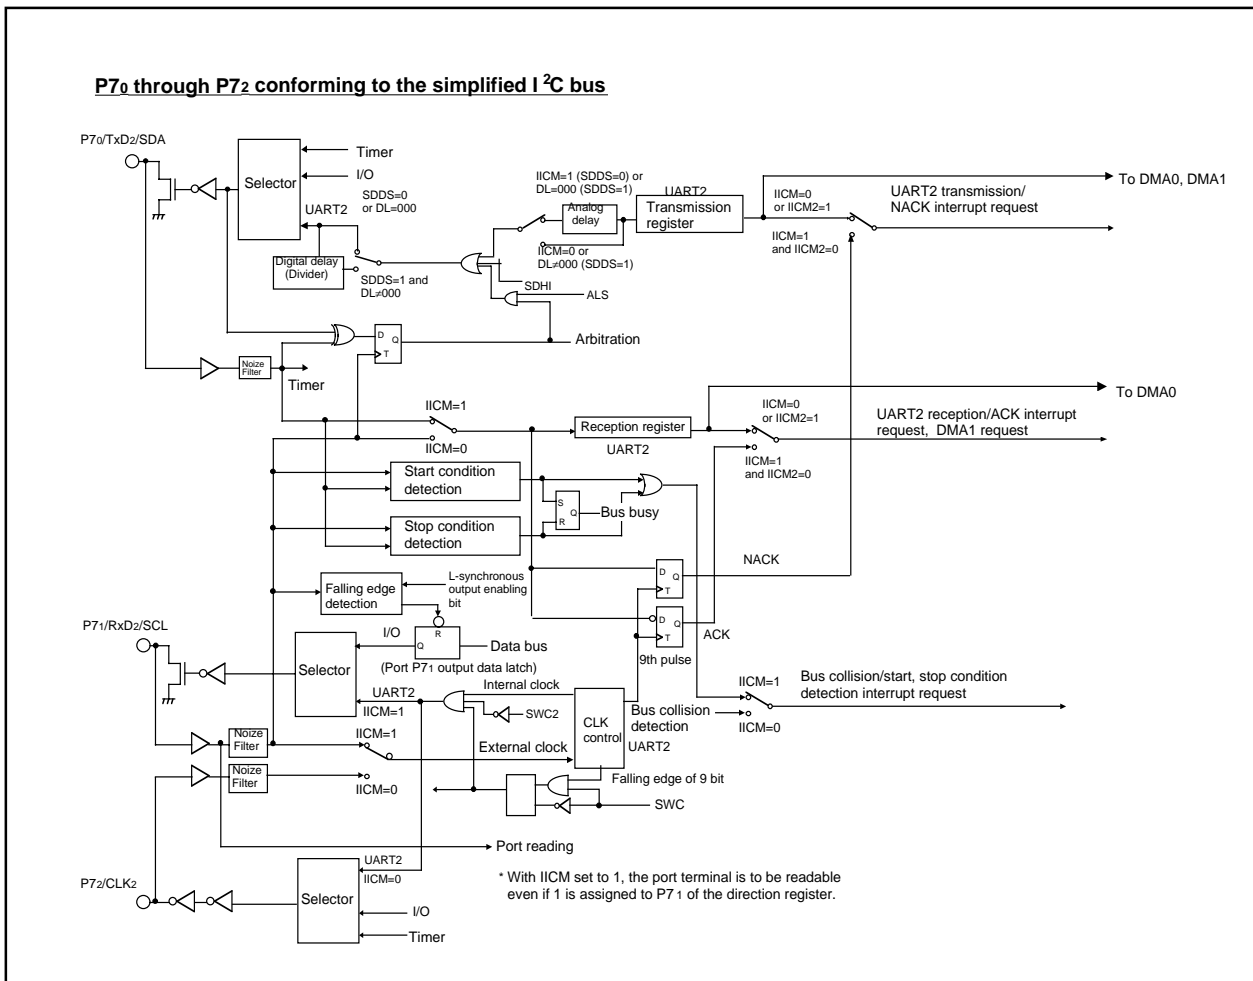 P70 through P72 conforming to the simplified I 2C bus
P70/TxD2/SDA
Selector
Timer
I/O
UART2
SDDS=0
or DL=000
Digital delay
(Divider)
SDDS=1 and
DL≠000
IICM=1 (SDDS=0) or
DL=000 (SDDS=1)
Analog
delay
IICM=0 or
DL≠000 (SDDS=1)
SDHI
ALS
UART2
Transmission
register
IICM=0
or IICM2=1
IICM=1
and IICM2=0
To DMA0, DMA1
UART2 transmission/
NACK interrupt request
D
Q
T
Arbitration
Noize
Filter
Timer
IICM=1
IICM=0
Reception register
UART2
IICM=0
or IICM2=1
IICM=1
and IICM2=0
To DMA0
UART2 reception/ACK interrupt
request, DMA1 request
Start condition
detection
Stop condition
detection
S
Q
R
Bus busy
NACK
D
Q
T
D
Q
T
ACK
9th pulse
Falling edge
detection
L-synchronous
output enabling
bit
P71/RxD2/SCL
Selector
I/O
R
Q
Data bus
(Port P71 output data latch)
UART2
IICM=1
Internal clock
SWC2
CLK
control
UART2
Bus collision
detection
IICM=1
IICM=0
Bus collision/start, stop condition
detection interrupt request
Noize
Filter
IICM=1
External clock
Noize
Filter
IICM=0
Falling edge of 9 bit
SWC
Port reading
P72/CLK2
Selector
UART2
IICM=0
I/O
Timer
* With IICM set to 1, the port terminal is to be readable
even if 1 is assigned to P71 of the direction register.